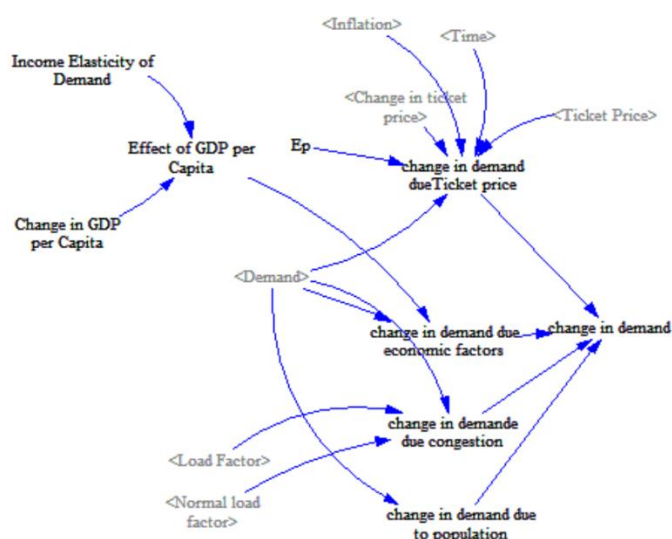 <Inflation>
<Time>
Income Elasticity of
Demand
<Change in ticket
price>
<Ticket Price>
Effect of GDP per
Capita
Ep
change in demand
dueTicket price
Change in GDP
per Capita
<Demand>
change in demand due
economic factors
change in demand
change in demande
due congestion
<Load Factor>
<Normal load
factor>
change in demand due
to population